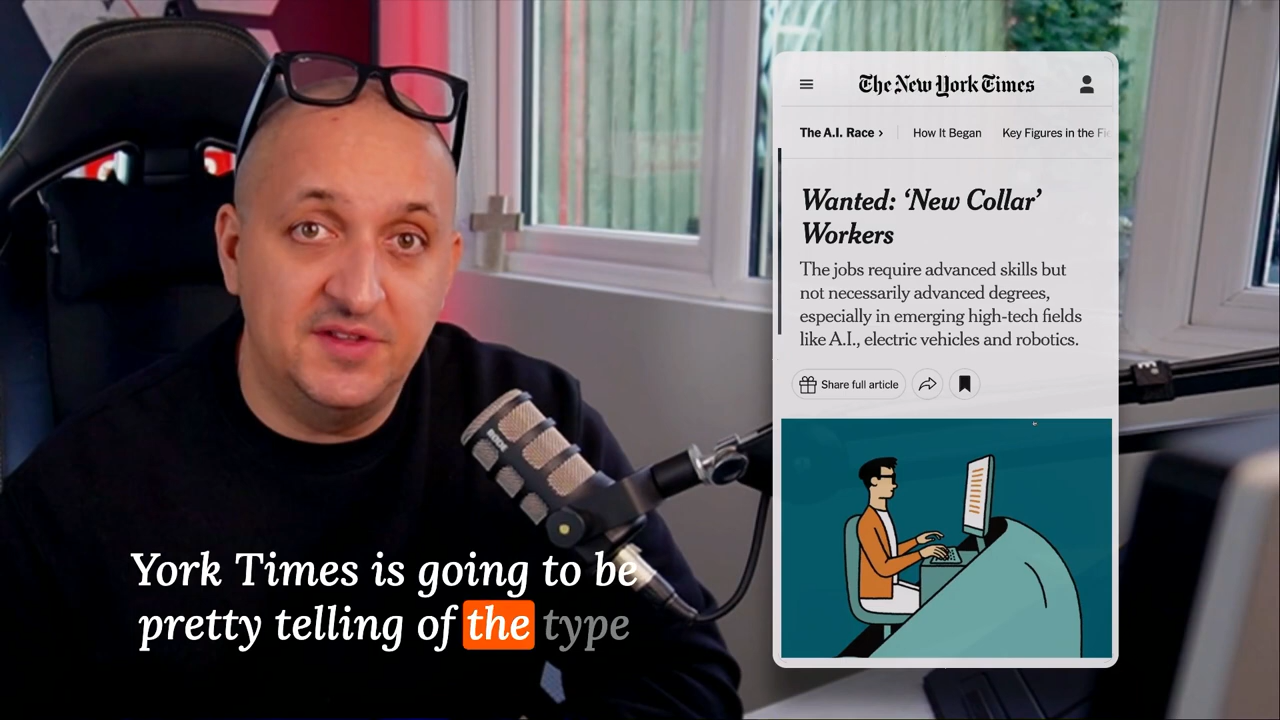 The New York Times
The A.I. Race ›
How It Began
Key Figures in the Fi
Wanted: ‘New Collar’
Workers
The jobs require advanced skills but
not necessarily advanced degrees,
especially in emerging high-tech fields
like A.I., electric vehicles and robotics.
Share full article
York Times is going to be
pretty telling of the type